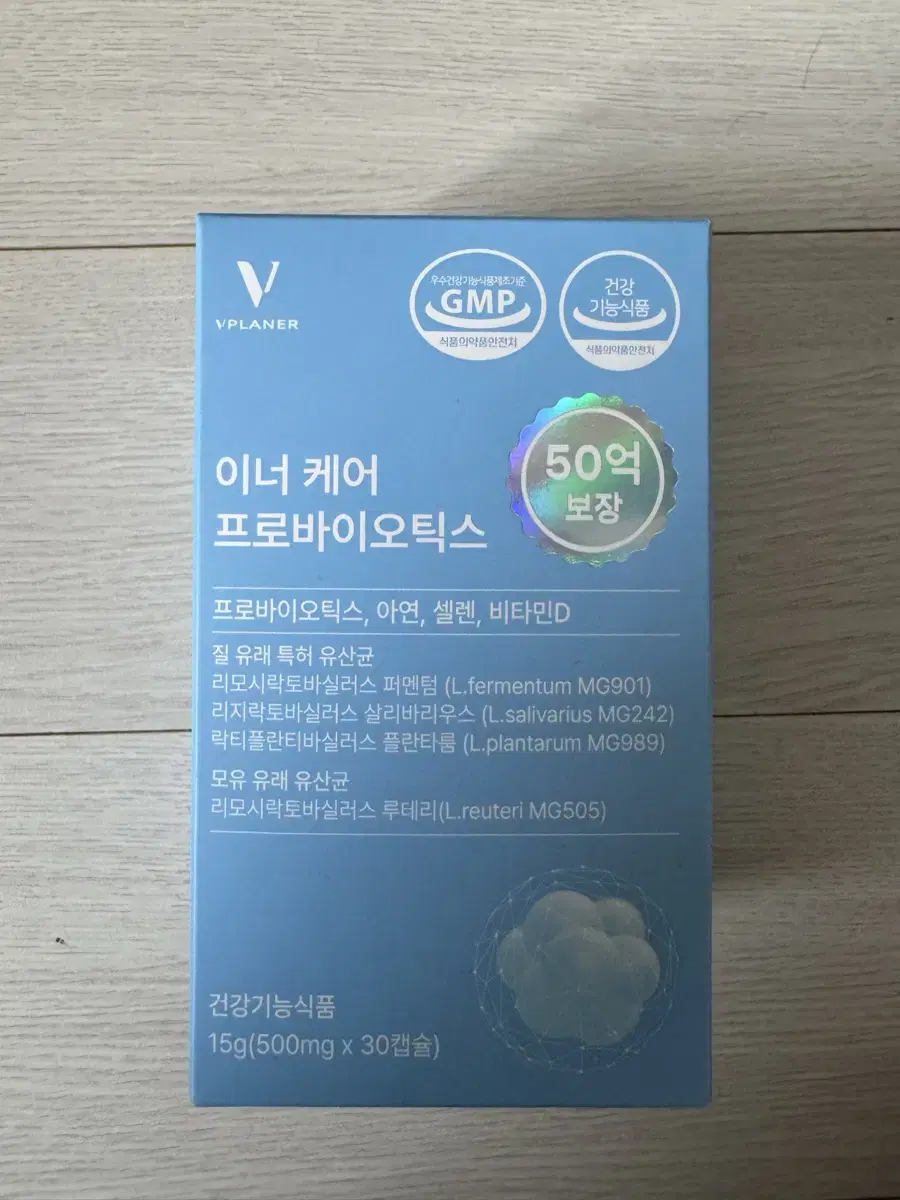 VPLANER
우수건강기능식품제조기준
GMP
식품의약품안전처
건강
기능식품
식품의약품안전처
50억
보장
이너 케어
프로바이오틱스
프로바이오틱스, 아연, 셀렌, 비타민D
질 유래 특허 유산균
리모시락토바실러스 퍼멘텀 (L.fermentum MG901)
리지락토바실러스 살리바리우스 (L.salivarius MG242)
락티플란티바실러스 플란타룸 (L.plantarum MG989)
모유 유래 유산균
리모시락토바실러스 루테리(L.reuteri MG505)
건강기능식품
15g(500mg x 30캡슐)